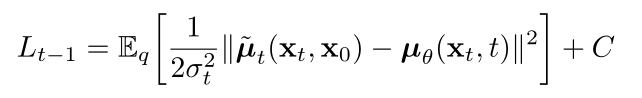 L_{t-1} = \mathbb{E}_q \left[ \frac{1}{2\sigma_t^2} \| \tilde{\boldsymbol{\mu}}_t(\mathbf{x}_t, \mathbf{x}_0) - \boldsymbol{\mu}_\theta(\mathbf{x}_t, t) \|^2 \right] + C